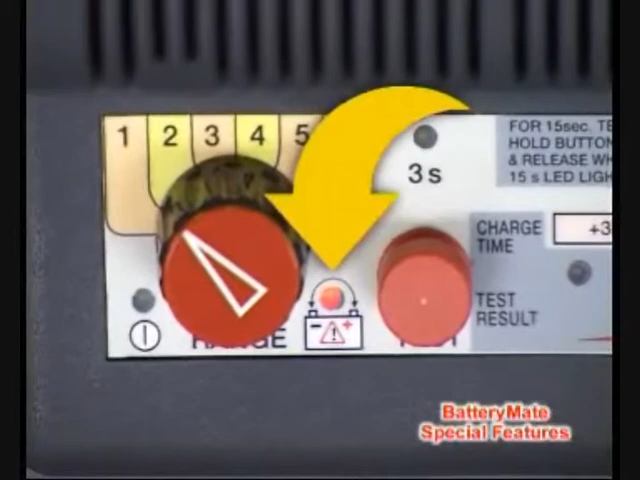 1 2 3 4 5
3 s
FOR 15sec. TE
HOLD BUTTON
& RELEASE WH
15 s LED LIGH
CHARGE
TIME
+3
TEST
RESULT
RANGE
BatteryMate
Special Features